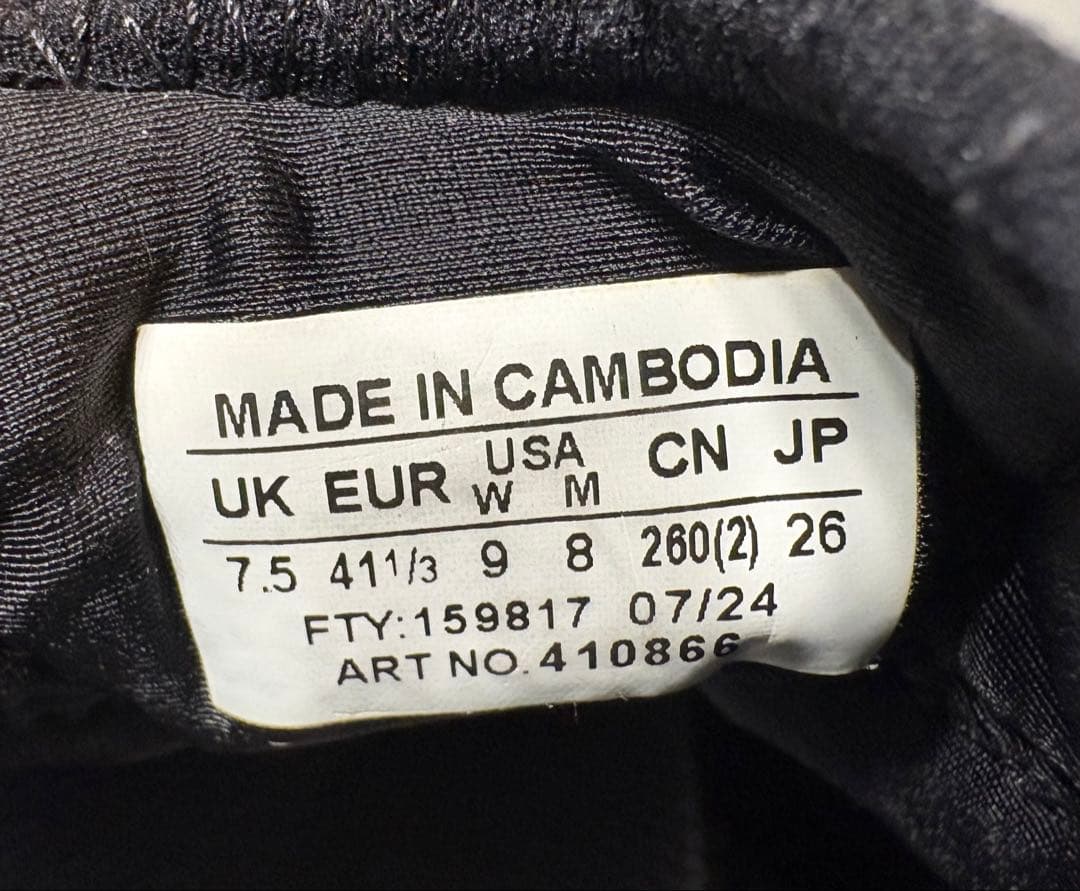 MADE IN CAMBODIA
UK EUR USA W M CN JP
7.5 41 1/3 9 8 260(2) 26
FTY:159817 07/24
ART NO.410866